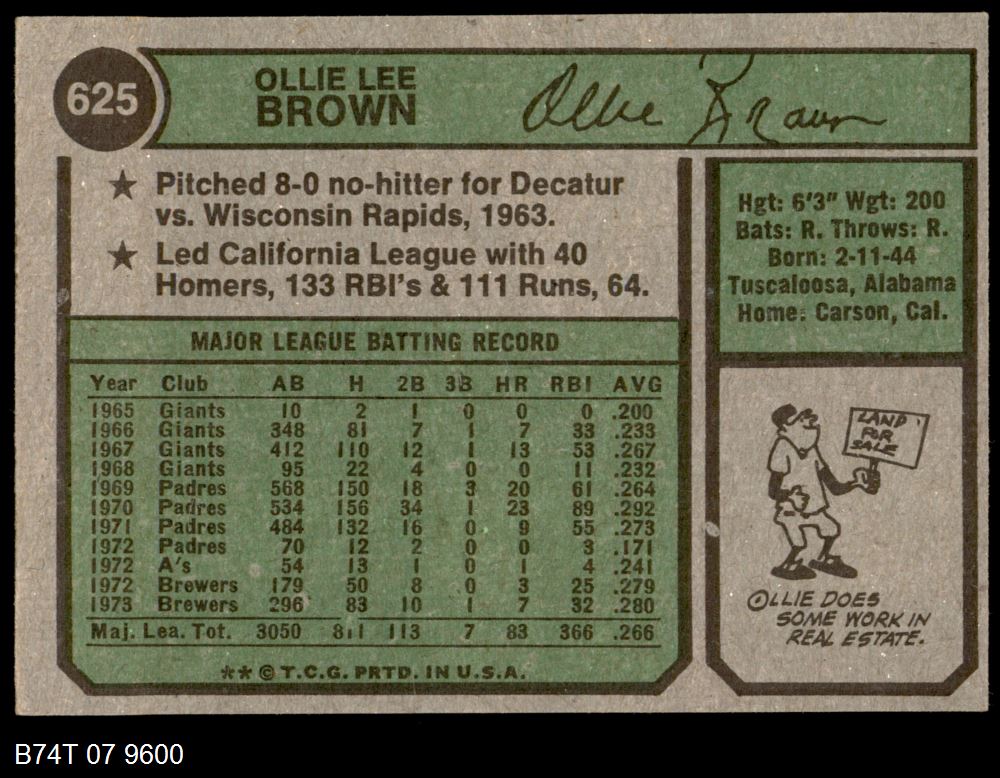 625
OLLIE LEE
BROWN
Ollie Brown
★ Pitched 8-0 no-hitter for Decatur
vs. Wisconsin Rapids, 1963.
★ Led California League with 40
Homers, 133 RBI's & 111 Runs, 64.
Hgt: 6'3" Wgt: 200
Bats: R. Throws: R.
Born: 2-11-44
Tuscaloosa, Alabama
Home: Carson, Cal.
MAJOR LEAGUE BATTING RECORD
Year Club AB H 2B 3B HR RBI AVG
1965 Giants 10 2 1 0 0 0 .200
1966 Giants 348 81 7 1 7 33 .233
1967 Giants 412 110 12 1 13 53 .267
1968 Giants 95 22 4 0 0 11 .232
1969 Padres 568 150 18 3 20 61 .264
1970 Padres 534 156 34 1 23 89 .292
1971 Padres 484 132 16 0 9 55 .273
1972 Padres 70 12 2 0 0 3 .171
1972 A's 54 13 1 0 1 4 .241
1972 Brewers 179 50 8 0 3 25 .279
1973 Brewers 296 83 10 1 7 32 .280
Maj. Lea. Tot. 3050 811 113 7 83 366 .266
** © T.C.G. PRTD. IN U.S.A.
LAND
FOR
SALE
OLLIE DOES
SOME WORK IN
REAL ESTATE.
B74T 07 9600